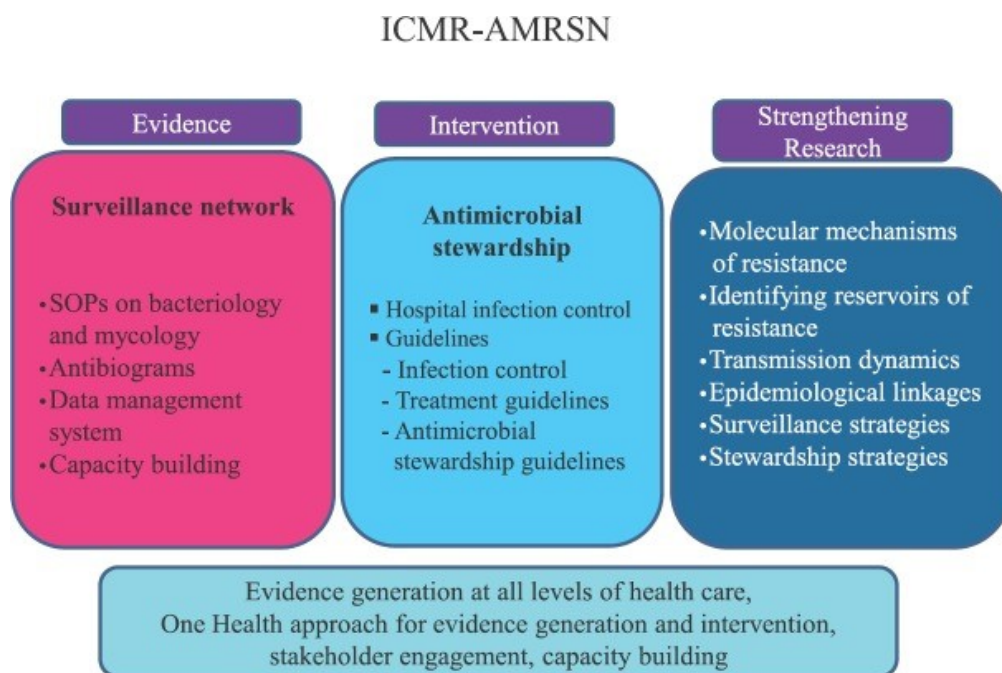 ICMR-AMRSN
Evidence
Surveillance network
•SOPs on bacteriology
and mycology
•Antibiograms
•Data management
system
•Capacity building
Intervention
Antimicrobial
stewardship
▪ Hospital infection control
▪ Guidelines
- Infection control
- Treatment guidelines
- Antimicrobial
stewardship guidelines
Strengthening
Research
•Molecular mechanisms
of resistance
•Identifying reservoirs of
resistance
•Transmission dynamics
•Epidemiological linkages
•Surveillance strategies
•Stewardship strategies
Evidence generation at all levels of health care,
One Health approach for evidence generation and intervention,
stakeholder engagement, capacity building